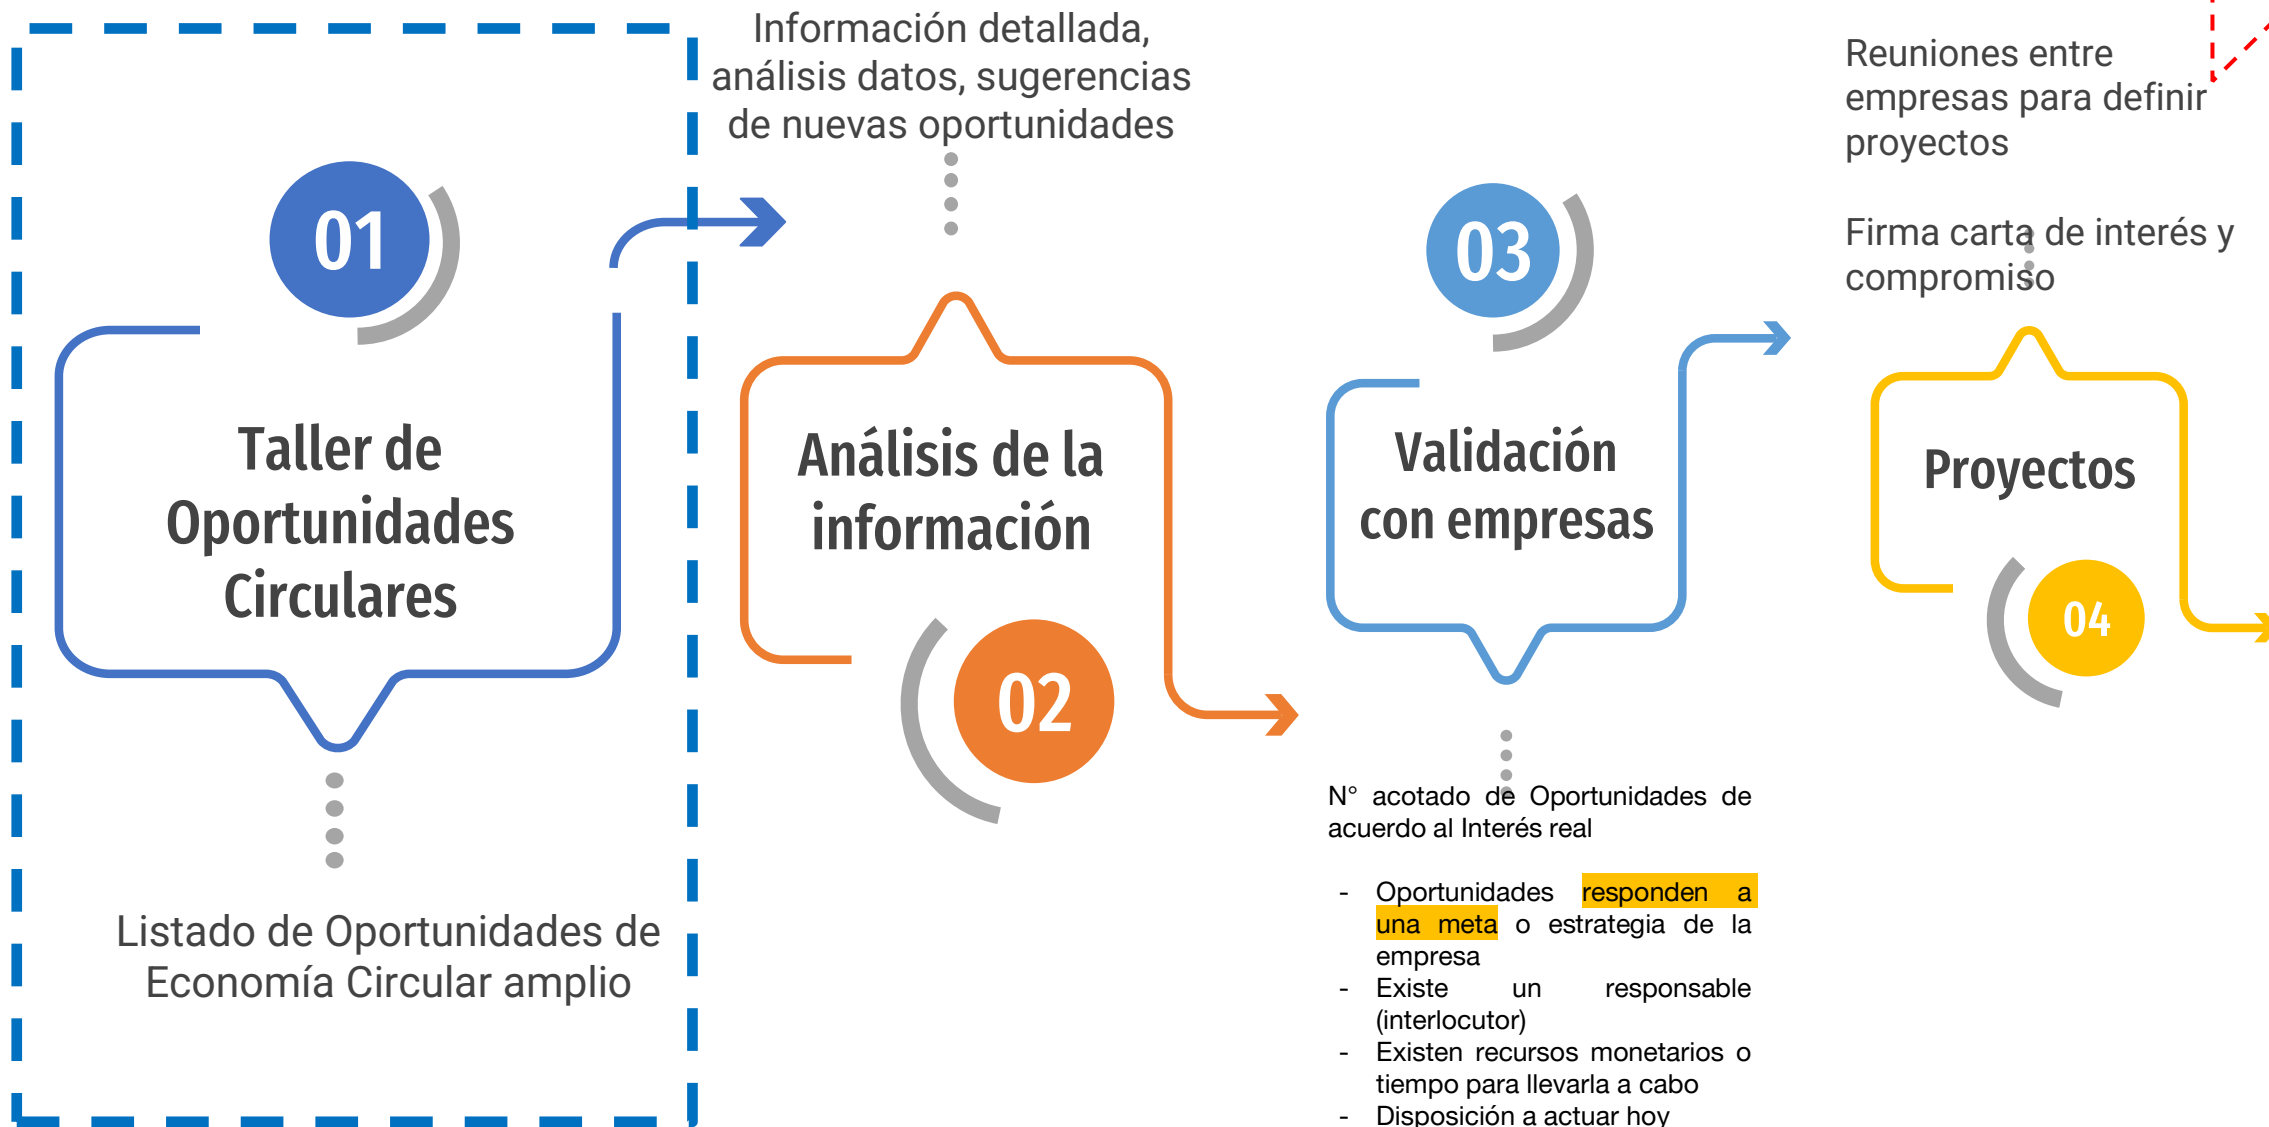 01
Taller de
Oportunidades
Circulares
Listado de Oportunidades de
Economía Circular amplio
Información detallada,
análisis datos, sugerencias
de nuevas oportunidades
Análisis de la
información
02
03
Validación
con empresas
N° acotado de Oportunidades de
acuerdo al Interés real
- Oportunidades responden a
una meta o estrategia de la
empresa
- Existe un responsable
(interlocutor)
- Existen recursos monetarios o
tiempo para llevarla a cabo
- Disposición a actuar hoy
Reuniones entre
empresas para definir
proyectos
Firma carta de interés y
compromiso
Proyectos
04